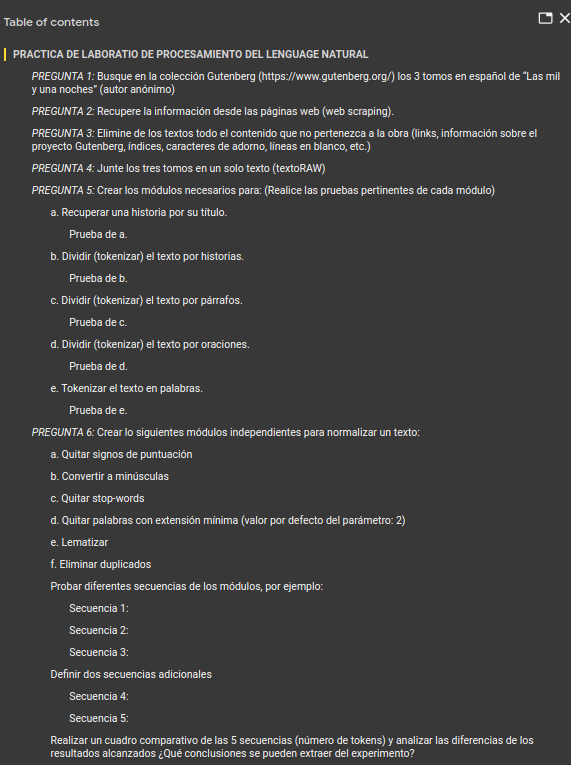 Table of contents
PRACTICA DE LABORATIO DE PROCESAMIENTO DEL LENGUAGE NATURAL
PREGUNTA 1: Busque en la colección Gutenberg (https://www.gutenberg.org/) los 3 tomos en español de “Las mil
y una noches” (autor anónimo)
PREGUNTA 2: Recupere la información desde las páginas web (web scraping).
PREGUNTA 3: Elimine de los textos todo el contenido que no pertenezca a la obra (links, información sobre el
proyecto Gutenberg, índices, caracteres de adorno, líneas en blanco, etc.)
PREGUNTA 4: Junte los tres tomos en un solo texto (textoRAW)
PREGUNTA 5: Crear los módulos necesarios para: (Realice las pruebas pertinentes de cada módulo)
a. Recuperar una historia por su título.
Prueba de a.
b. Dividir (tokenizar) el texto por historias.
Prueba de b.
c. Dividir (tokenizar) el texto por párrafos.
Prueba de c.
d. Dividir (tokenizar) el texto por oraciones.
Prueba de d.
e. Tokenizar el texto en palabras.
Prueba de e.
PREGUNTA 6: Crear lo siguientes módulos independientes para normalizar un texto:
a. Quitar signos de puntuación
b. Convertir a minúsculas
c. Quitar stop-words
d. Quitar palabras con extensión mínima (valor por defecto del parámetro: 2)
e. Lematizar
f. Eliminar duplicados
Probar diferentes secuencias de los módulos, por ejemplo:
Secuencia 1:
Secuencia 2:
Secuencia 3:
Definir dos secuencias adicionales
Secuencia 4:
Secuencia 5:
Realizar un cuadro comparativo de las 5 secuencias (número de tokens) y analizar las diferencias de los
resultados alcanzados ¿Qué conclusiones se pueden extraer del experimento?